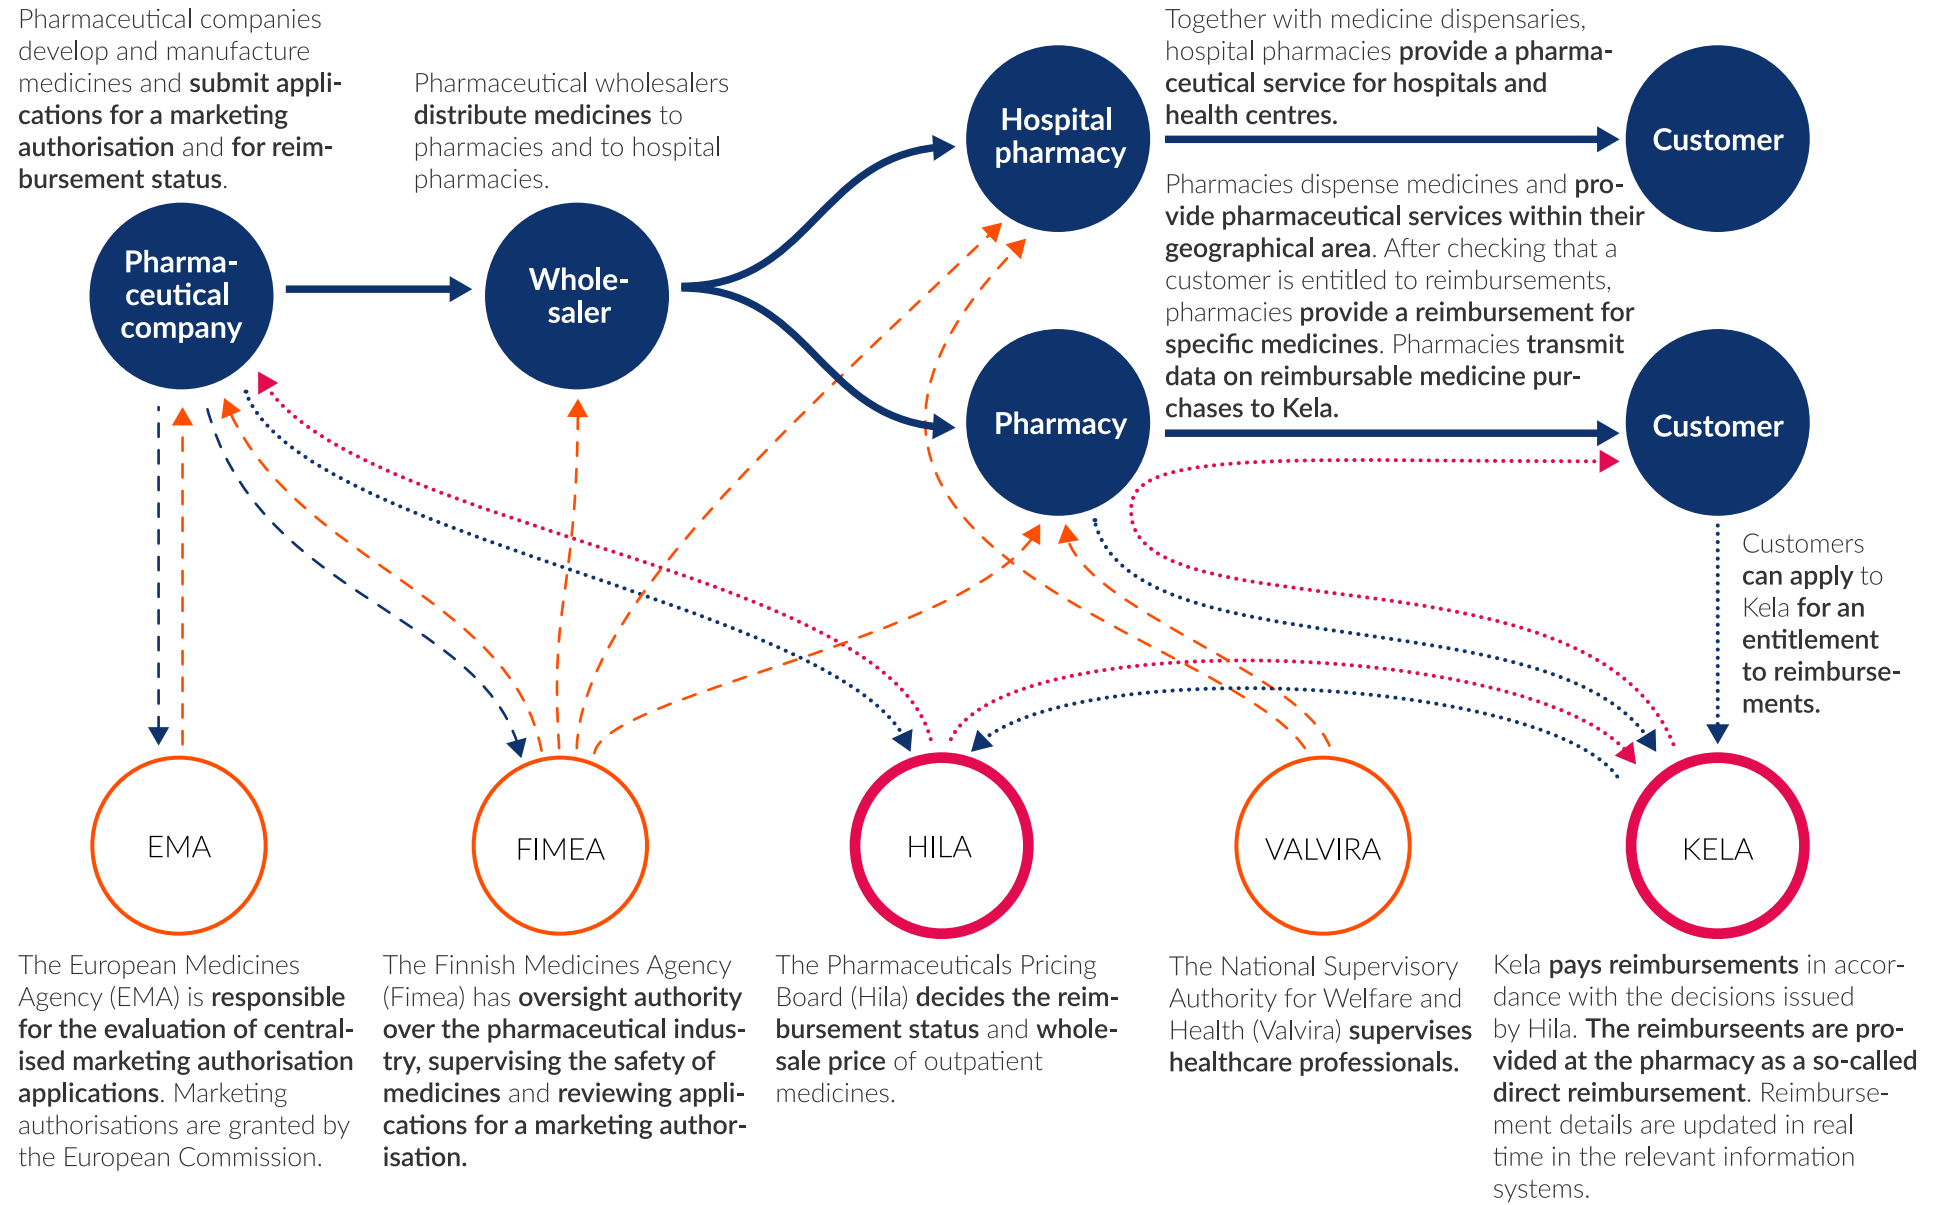 Pharmaceutical companies
develop and manufacture
medicines and submit appli-
cations for a marketing
authorisation and for reim-
bursement status.
Pharmaceutical wholesalers
distribute medicines to
pharmacies and to hospital
pharmacies.
Together with medicine dispensaries,
hospital pharmacies provide a pharma-
ceutical service for hospitals and
health centres.
Pharmacies dispense medicines and pro-
vide pharmaceutical services within their
geographical area. After checking that a
customer is entitled to reimbursements,
pharmacies provide a reimbursement for
specific medicines. Pharmacies transmit
data on reimbursable medicine pur-
chases to Kela.
Pharma-
ceutical
company
Whole-
saler
Hospital
pharmacy
Customer
Pharmacy
Customer
Customers
can apply to
Kela for an
entitlement
to reimburse-
ments.
EMA
FIMEA
HILA
VALVIRA
KELA
The European Medicines
Agency (EMA) is responsible
for the evaluation of central-
ised marketing authorisation
applications. Marketing
authorisations are granted by
the European Commission.
The Finnish Medicines Agency
(Fimea) has oversight authority
over the pharmaceutical indus-
try, supervising the safety of
medicines and reviewing appli-
cations for a marketing author-
isation.
The Pharmaceuticals Pricing
Board (Hila) decides the reim-
bursement status and whole-
sale price of outpatient
medicines.
The National Supervisory
Authority for Welfare and
Health (Valvira) supervises
healthcare professionals.
Kela pays reimbursements in accor-
dance with the decisions issued
by Hila. The reimburseents are pro-
vided at the pharmacy as a so-called
direct reimbursement. Reimburse-
ment details are updated in real
time in the relevant information
systems.